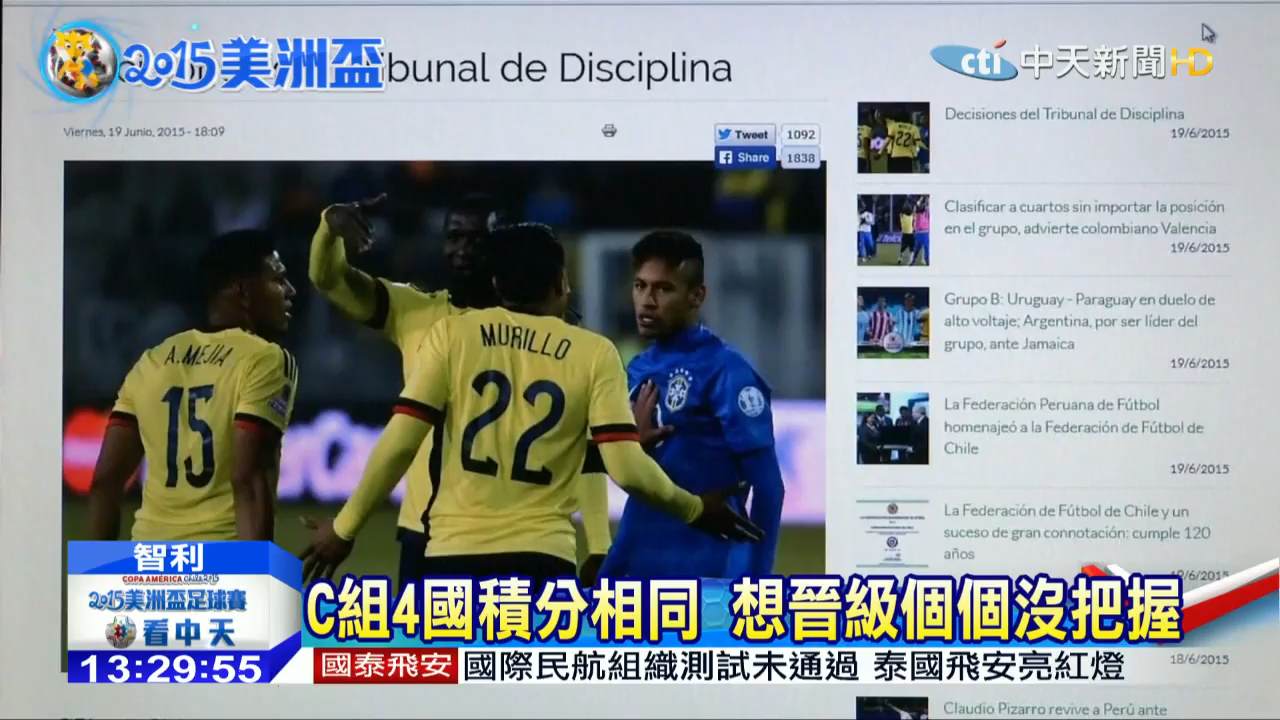 2015美洲盃
ibunal de Disciplina
cti 中天新聞HD
Viernes, 19 Junio, 2015 - 18:09
Tweet 1092
Share 1838
A.MEJIA
15
MURILLO
22
Decisiones del Tribunal de Disciplina
19/6/2015
Clasificar a cuartos sin importar la posición
en el grupo, advierte colombiano Valencia
19/6/2015
Grupo B: Uruguay - Paraguay en duelo de
alto voltaje; Argentina, por ser líder del
grupo, ante Jamaica
19/6/2015
La Federación Peruana de Fútbol
homenajeó a la Federación de Fútbol de
Chile
19/6/2015
La Federación de Fútbol de Chile y un
suceso de gran connotación: cumple 120
años
19/6/2015
18/6/2015
Claudio Pizarro revive a Perú ante
智利
COPA AMERICA Chile 2015
2015美洲盃足球賽
看中天
13:29:55
C組4國積分相同 想晉級個個沒把握
國泰飛安 國際民航組織測試未通過 泰國飛安亮紅燈